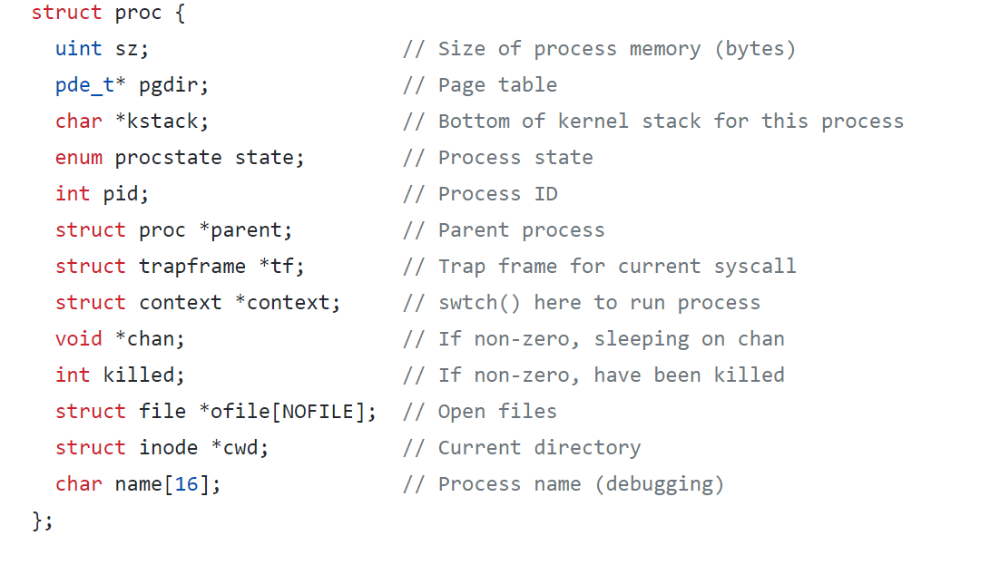 struct proc {
  uint sz;                     // Size of process memory (bytes)
  pde_t* pgdir;                // Page table
  char *kstack;                // Bottom of kernel stack for this process
  enum procstate state;        // Process state
  int pid;                     // Process ID
  struct proc *parent;         // Parent process
  struct trapframe *tf;        // Trap frame for current syscall
  struct context *context;     // swtch() here to run process
  void *chan;                  // If non-zero, sleeping on chan
  int killed;                  // If non-zero, have been killed
  struct file *ofile[NOFILE];  // Open files
  struct inode *cwd;           // Current directory
  char name[16];               // Process name (debugging)
};